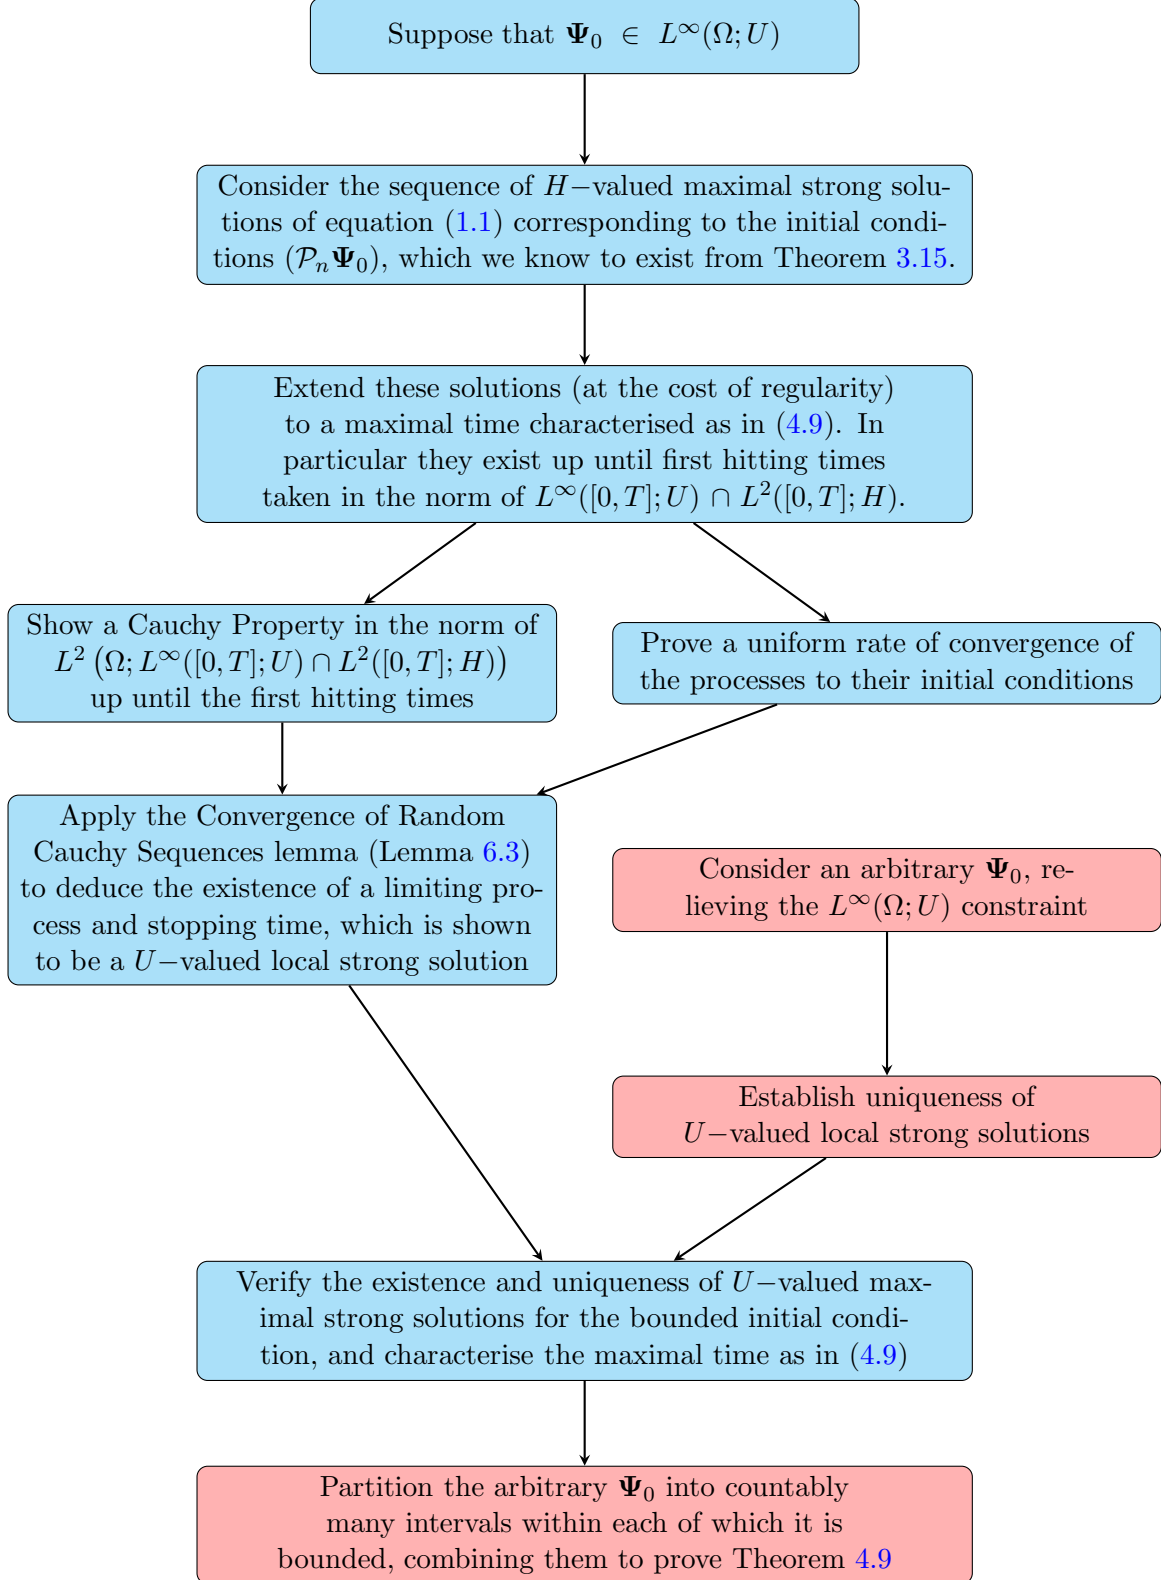 Suppose that Ψ₀ ∈ L^∞(Ω; U)
Consider the sequence of H−valued maximal strong solu-
tions of equation (1.1) corresponding to the initial condi-
tions (𝒫ₙΨ₀), which we know to exist from Theorem 3.15.
Extend these solutions (at the cost of regularity)
to a maximal time characterised as in (4.9). In
particular they exist up until first hitting times
taken in the norm of L^∞([0, T]; U) ∩ L²([0, T]; H).
Show a Cauchy Property in the norm of
L² (Ω; L^∞([0, T]; U) ∩ L²([0, T]; H))
up until the first hitting times
Prove a uniform rate of convergence of
the processes to their initial conditions
Apply the Convergence of Random
Cauchy Sequences lemma (Lemma 6.3)
to deduce the existence of a limiting pro-
cess and stopping time, which is shown
to be a U−valued local strong solution
Consider an arbitrary Ψ₀, re-
lieving the L^∞(Ω; U) constraint
Establish uniqueness of
U−valued local strong solutions
Verify the existence and uniqueness of U−valued max-
imal strong solutions for the bounded initial condi-
tion, and characterise the maximal time as in (4.9)
Partition the arbitrary Ψ₀ into countably
many intervals within each of which it is
bounded, combining them to prove Theorem 4.9